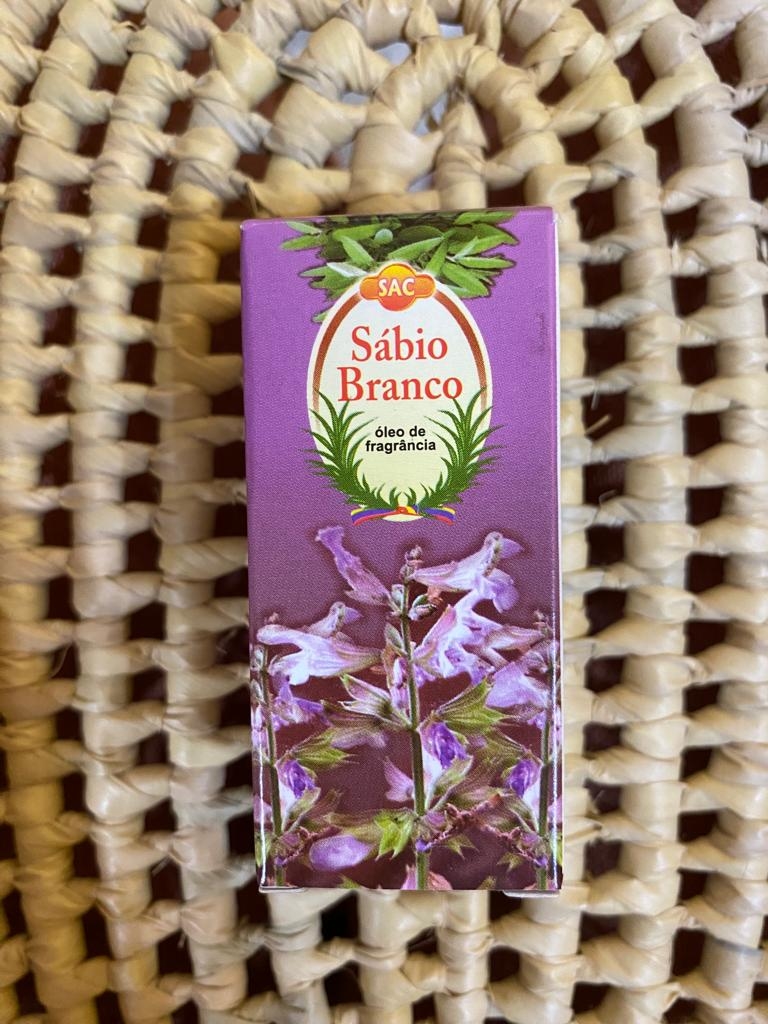 SAC
Sábio
Branco
óleo de
fragrância